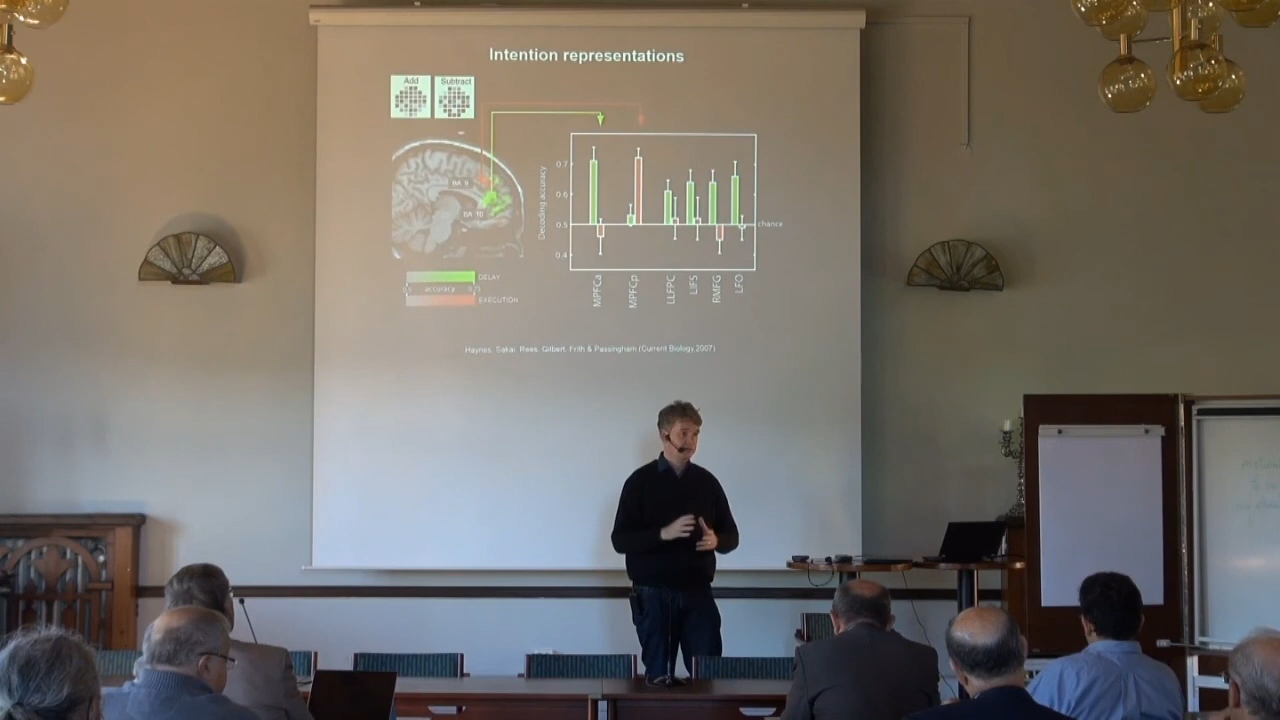 Intention representations
Add Subtract
BA 9
BA 10
DELAY
accuracy
EXECUTION
Decoding accuracy
0.7
0.6
0.5
0.4
chance
MPFCa
MPFCp
LLFPC
LIFS
RMFG
LFO
Haynes, Sakai, Rees, Gilbert, Frith & Passingham (Current Biology,2007)